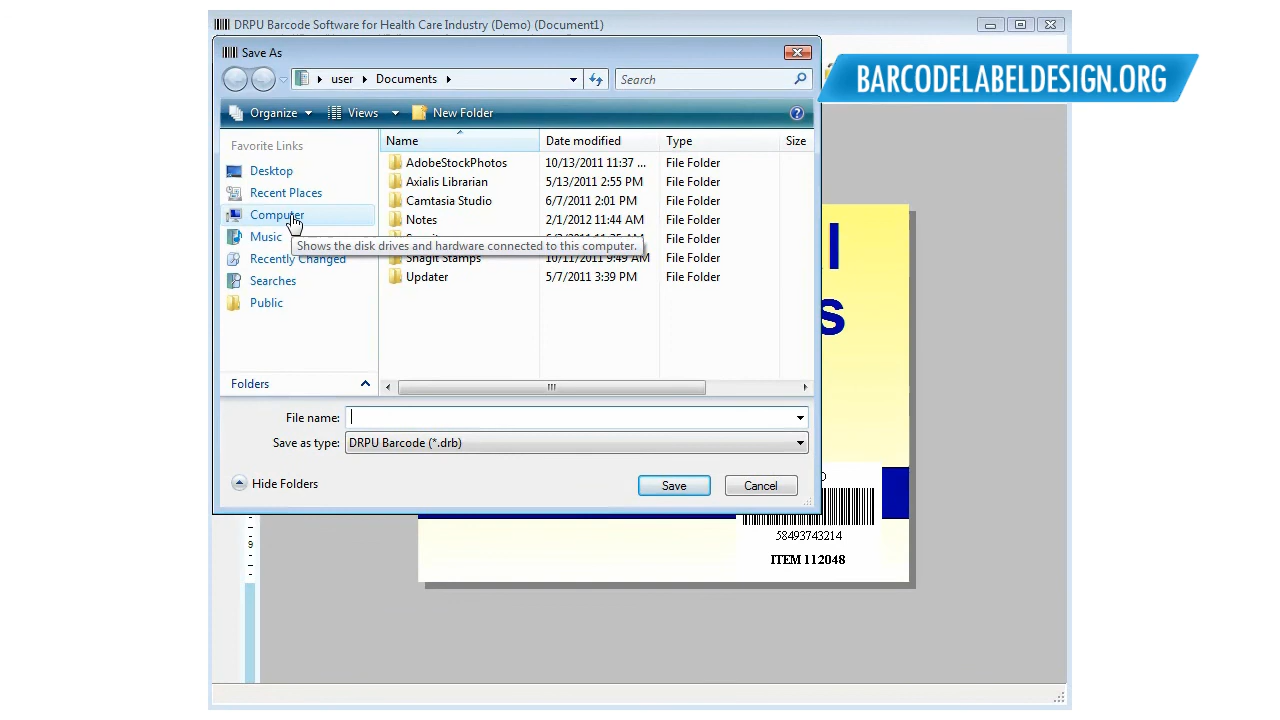 DRPU Barcode Software for Health Care Industry (Demo) (Document1)
Save As
BARCODELABELDESIGN.ORG
user Documents
Search
Organize Views New Folder
Favorite Links
Name Date modified Type Size
Desktop
Recent Places
Computer
Music
Recently Changed
Searches
Public
AdobeStockPhotos 10/13/2011 11:37 ... File Folder
Axialis Librarian 5/13/2011 2:55 PM File Folder
Camtasia Studio 6/7/2011 2:01 PM File Folder
Notes 2/1/2012 11:44 AM File Folder
File Folder
Shows the disk drives and hardware connected to this computer.
Snagit Stamps 10/11/2011 9:49 AM File Folder
Updater 5/7/2011 3:39 PM File Folder
Folders
File name:
Save as type: DRPU Barcode (*.drb)
Hide Folders
Save Cancel
l
s
9
58493743214
ITEM 112048